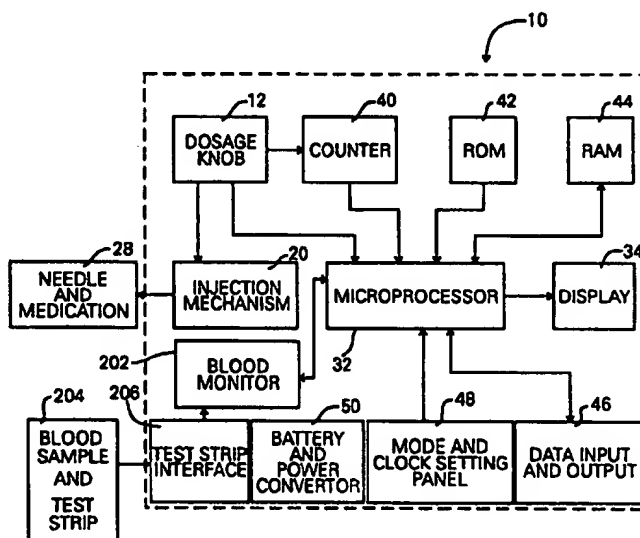 10
12
40
42
44
DOSAGE
KNOB
COUNTER
ROM
RAM
28
20
34
NEEDLE
AND
MEDICATION
INJECTION
MECHANISM
MICROPROCESSOR
DISPLAY
32
202
BLOOD
MONITOR
204
206
50
48
46
BLOOD
SAMPLE
AND
TEST
STRIP
TEST STRIP
INTERFACE
BATTERY
AND
POWER
CONVERTOR
MODE AND
CLOCK SETTING
PANEL
DATA INPUT
AND OUTPUT